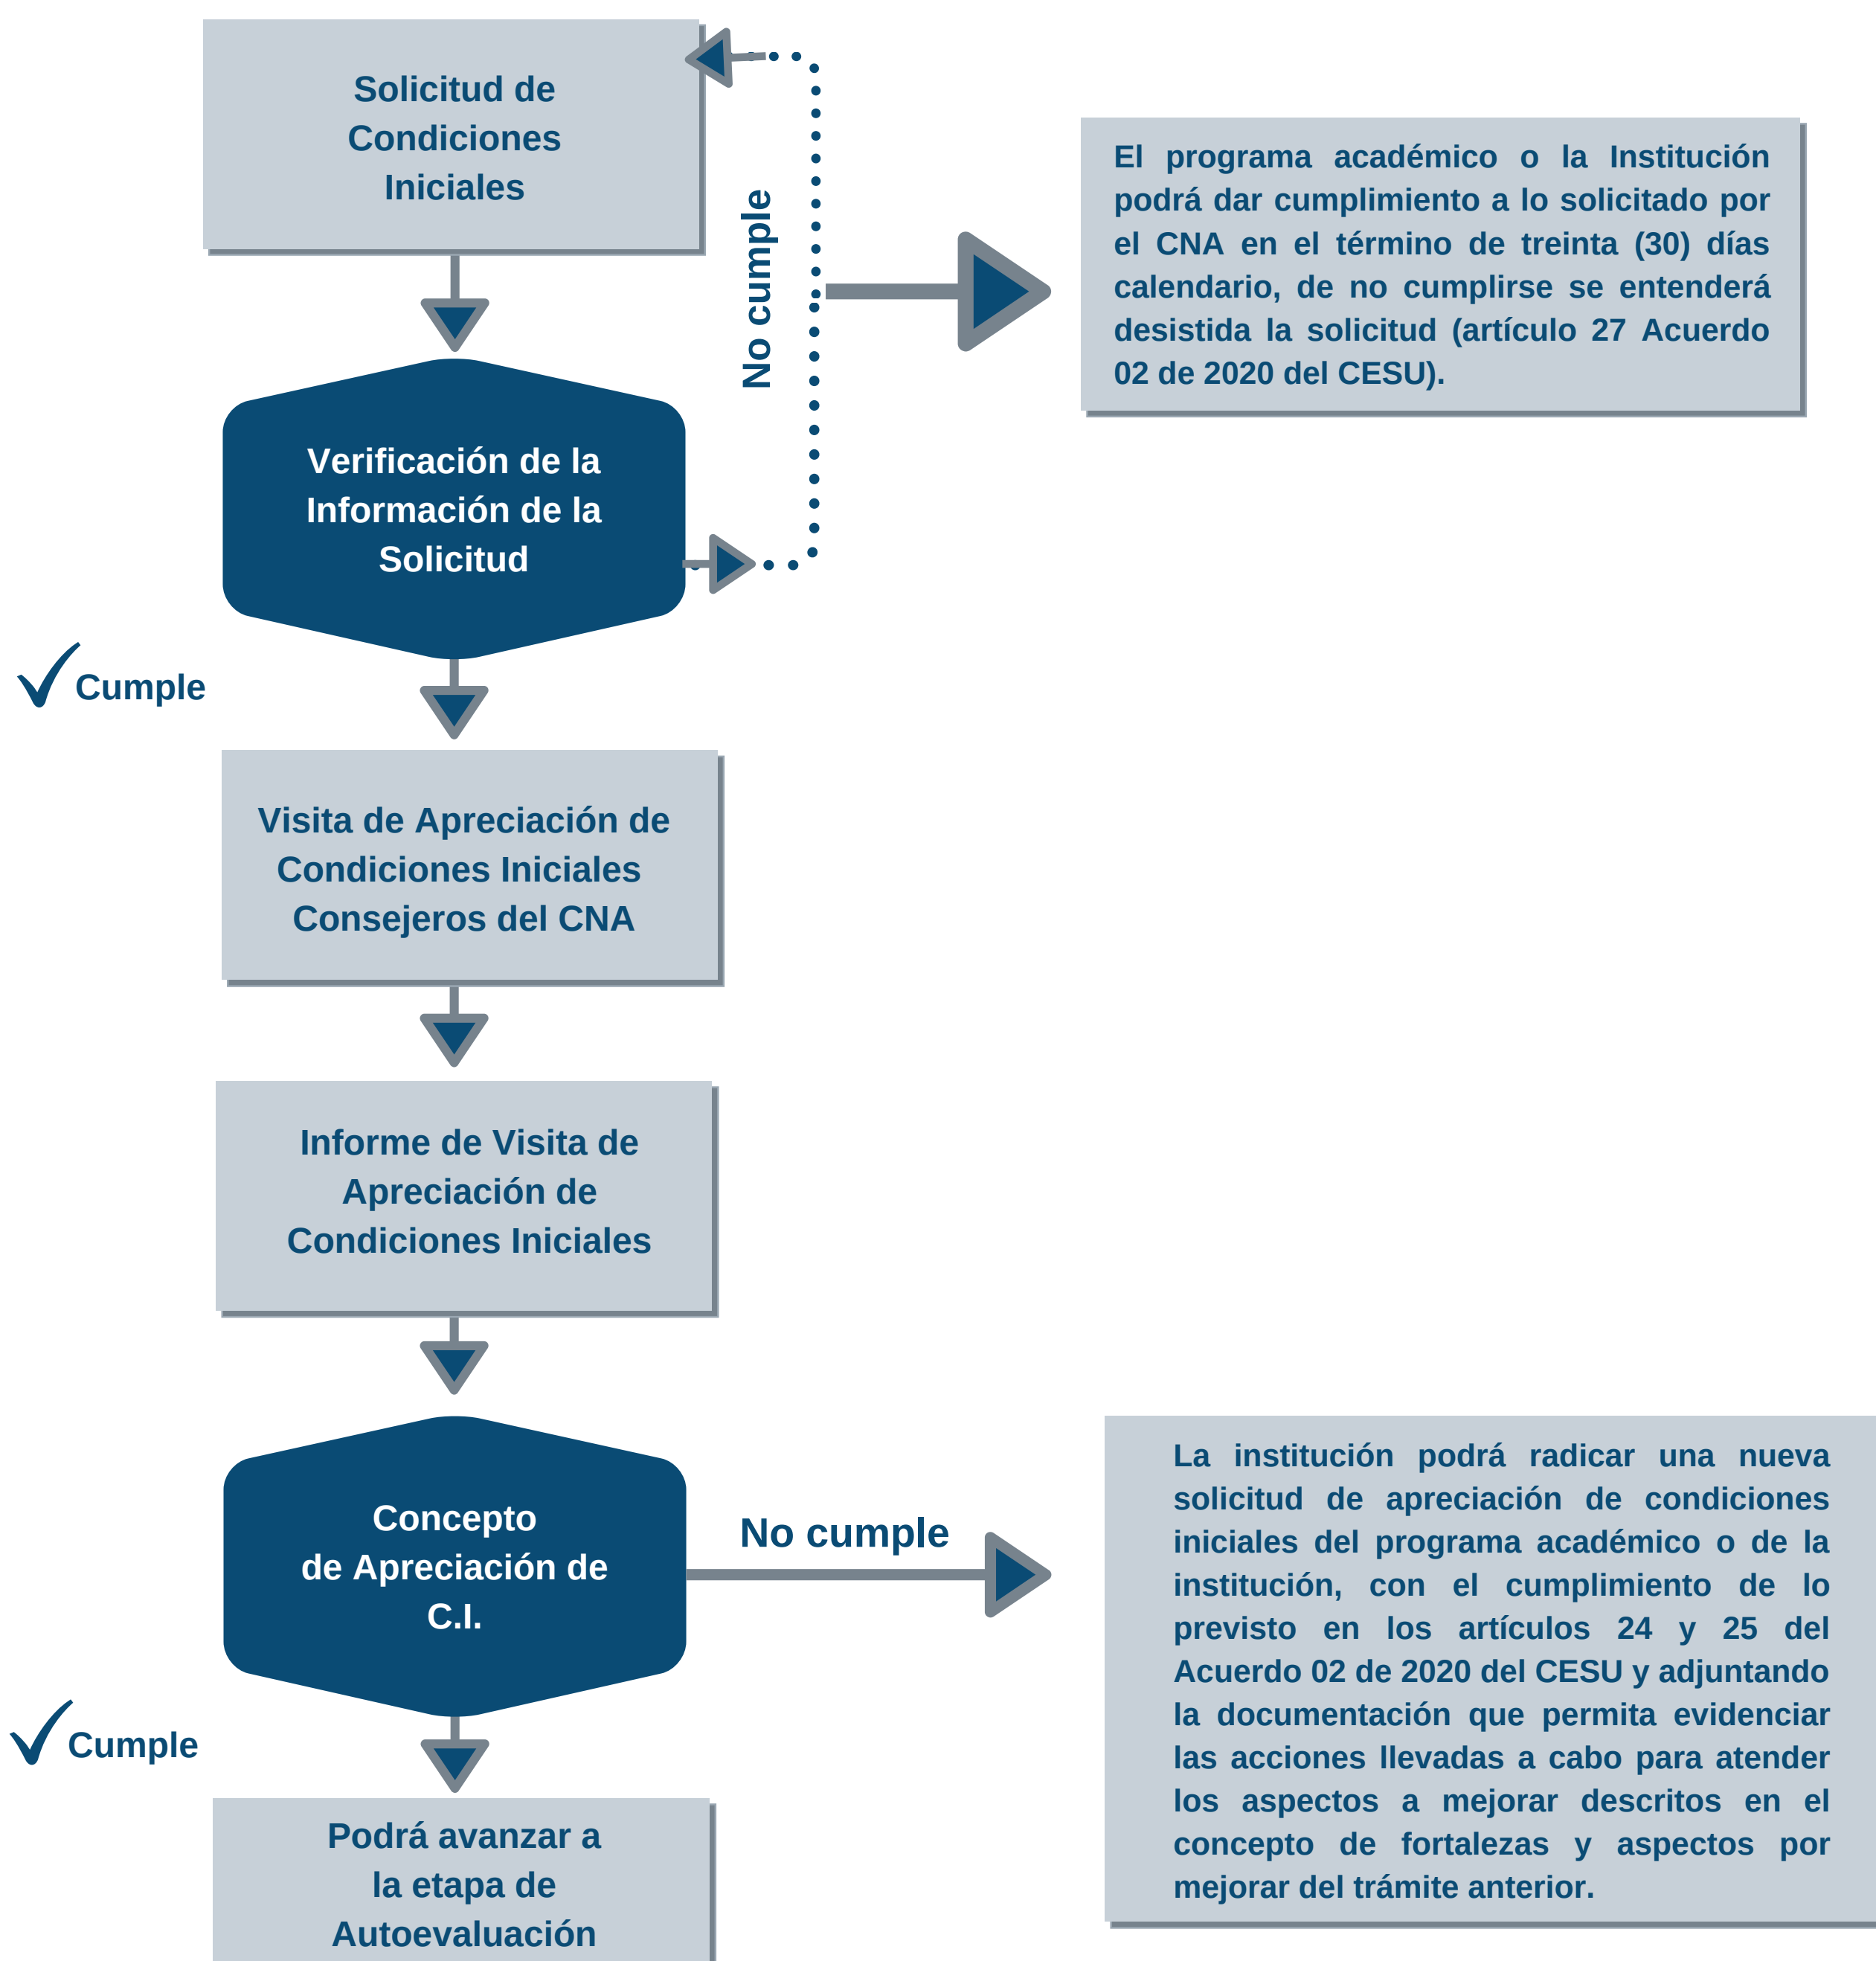 Solicitud de
Condiciones
Iniciales
No cumple
El programa académico o la Institución
podrá dar cumplimiento a lo solicitado por
el CNA en el término de treinta (30) días
calendario, de no cumplirse se entenderá
desistida la solicitud (artículo 27 Acuerdo
02 de 2020 del CESU).
Verificación de la
Información de la
Solicitud
Cumple
Visita de Apreciación de
Condiciones Iniciales
Consejeros del CNA
Informe de Visita de
Apreciación de
Condiciones Iniciales
Concepto
de Apreciación de
C.I.
No cumple
La institución podrá radicar una nueva
solicitud de apreciación de condiciones
iniciales del programa académico o de la
institución, con el cumplimiento de lo
previsto en los artículos 24 y 25 del
Acuerdo 02 de 2020 del CESU y adjuntando
la documentación que permita evidenciar
las acciones llevadas a cabo para atender
los aspectos a mejorar descritos en el
concepto de fortalezas y aspectos por
mejorar del trámite anterior.
Cumple
Podrá avanzar a
la etapa de
Autoevaluación